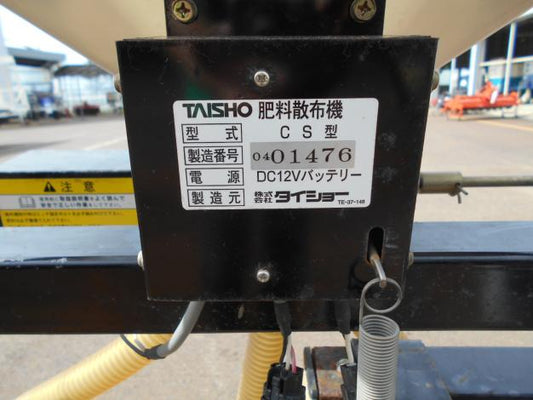 TAISHO 肥料散布機
型式 CS型
製造番号 0401476
電源 DC12Vバッテリー
製造元 株式会社タイショー
TE-37-148
注意